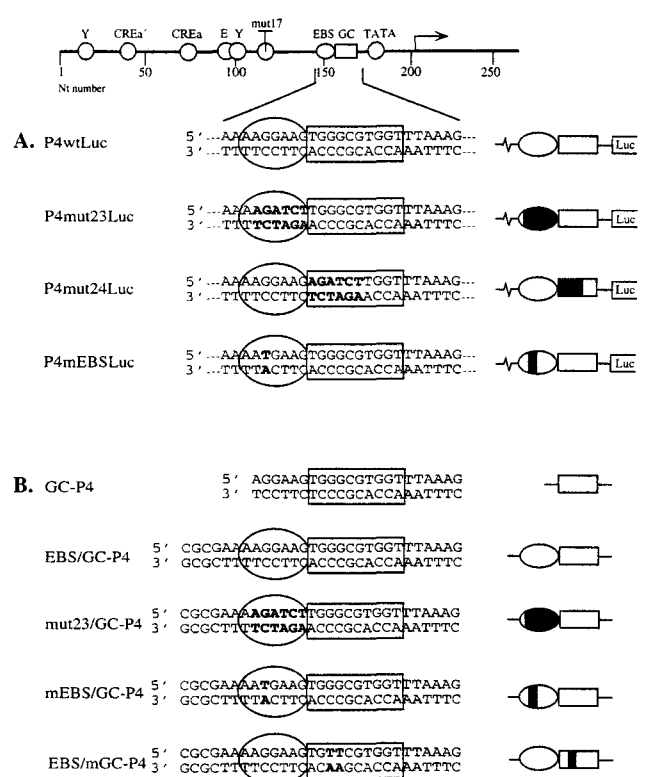 mut17
Y CREa´ CREa E Y EBS GC TATA
1 50 100 150 200 250
Nt number
A. P4wtLuc
5´---AAAAGGAAGTGGGCGTGGTTTAAAG---
3´---TTTTCCTTCACCCGCACCAAATTTC---
Luc
P4mut23Luc
5´---AAAAGATCTTGGGCGTGGTTTAAAG---
3´---TTTTCTAGAACCCGCACCAAATTTC---
Luc
P4mut24Luc
5´---AAAAGGAAGAGATCTTGGTTTAAAG---
3´---TTTTCCTTCTCTAGAACCAAATTTC---
Luc
P4mEBSLuc
5´---AAAATGAAGTGGGCGTGGTTTAAAG---
3´---TTTTACTTCACCCGCACCAAATTTC---
Luc
B. GC-P4
5´ AGGAAGTGGGCGTGGTTTAAAG
3´ TCCTTCTCCCGCACCAAATTTC
EBS/GC-P4
5´ CGCGAAAAGGAAGTGGGCGTGGTTTAAAG
3´ GCGCTTTTCCTTCACCCGCACCAAATTTC
mut23/GC-P4
5´ CGCGAAAAGATCTTGGGCGTGGTTTAAAG
3´ GCGCTTTTCTAGAACCCGCACCAAATTTC
mEBS/GC-P4
5´ CGCGAAAATGAAGTGGGCGTGGTTTAAAG
3´ GCGCTTTTACTTCACCCGCACCAAATTTC
EBS/mGC-P4
5´ CGCGAAAAGGAAGTGTTCGTGGTTTAAAG
3´ GCGCTTTTCCTTCACAAGCACCAAATTTC